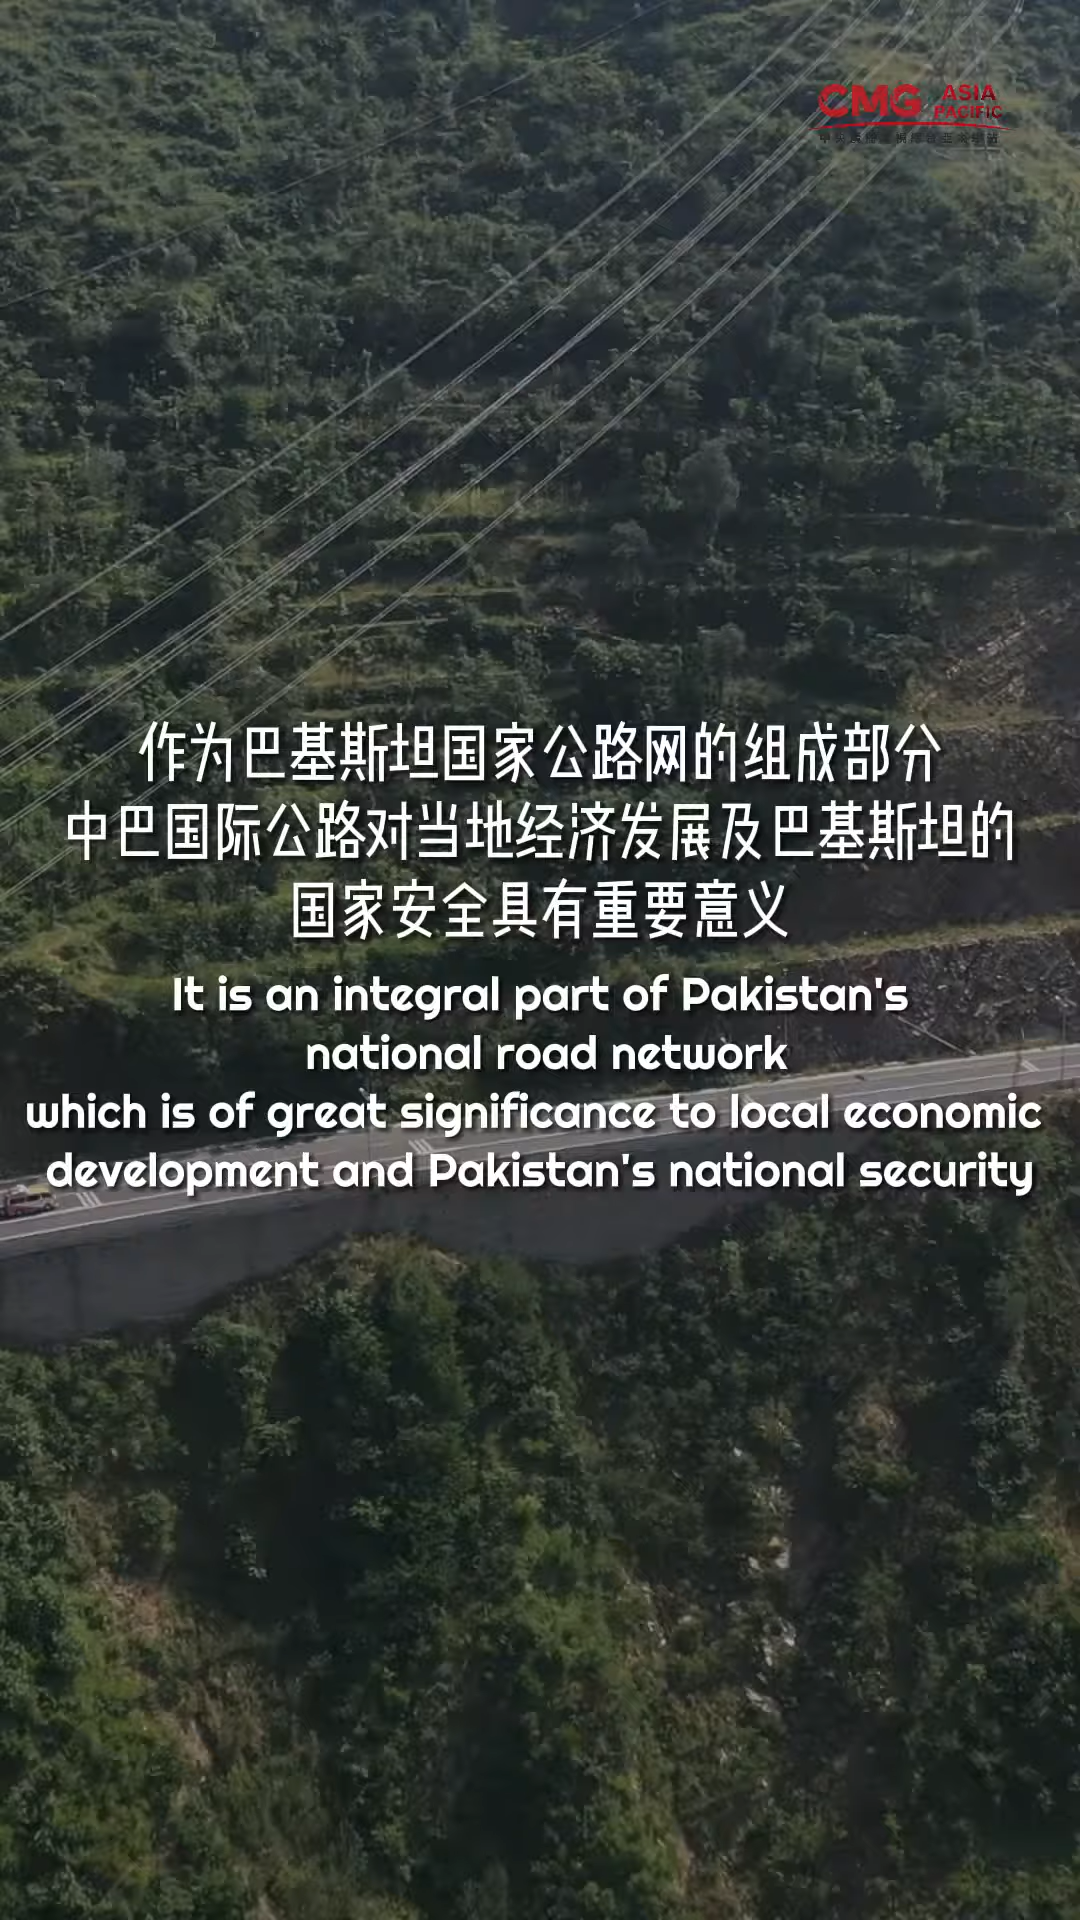 CMG ASIA
PACIFIC
作为巴基斯坦国家公路网的组成部分
中巴国际公路对当地经济发展及巴基斯坦的
国家安全具有重要意义
It is an integral part of Pakistan's
national road network
which is of great significance to local economic
development and Pakistan's national security